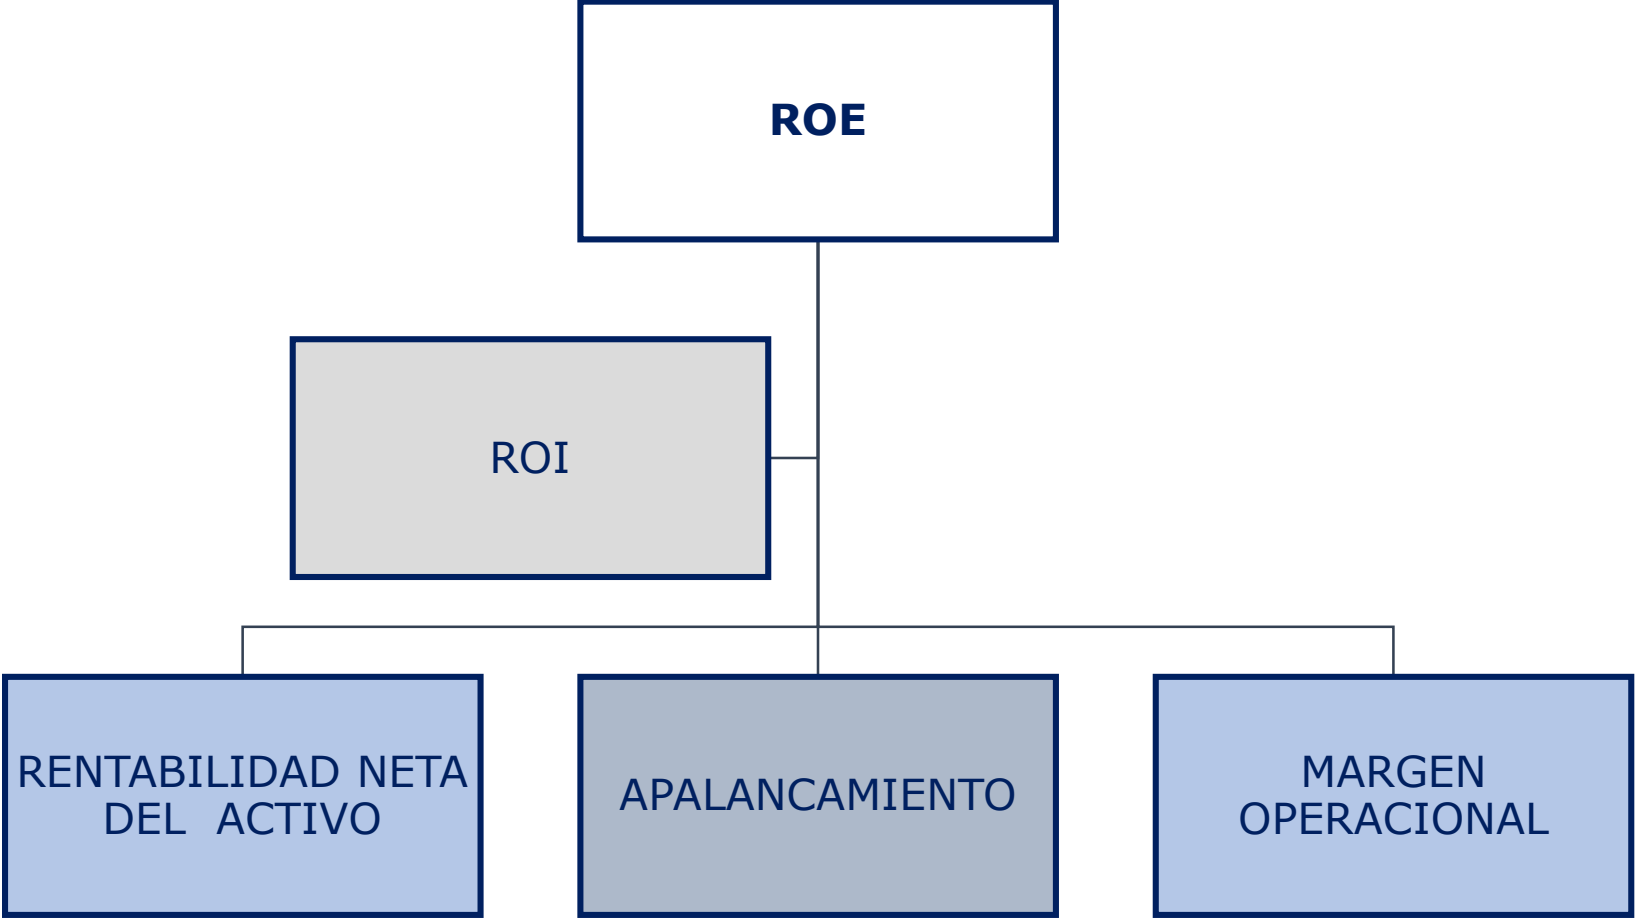 ROE
ROI
RENTABILIDAD NETA
DEL ACTIVO
APALANCAMIENTO
MARGEN
OPERACIONAL